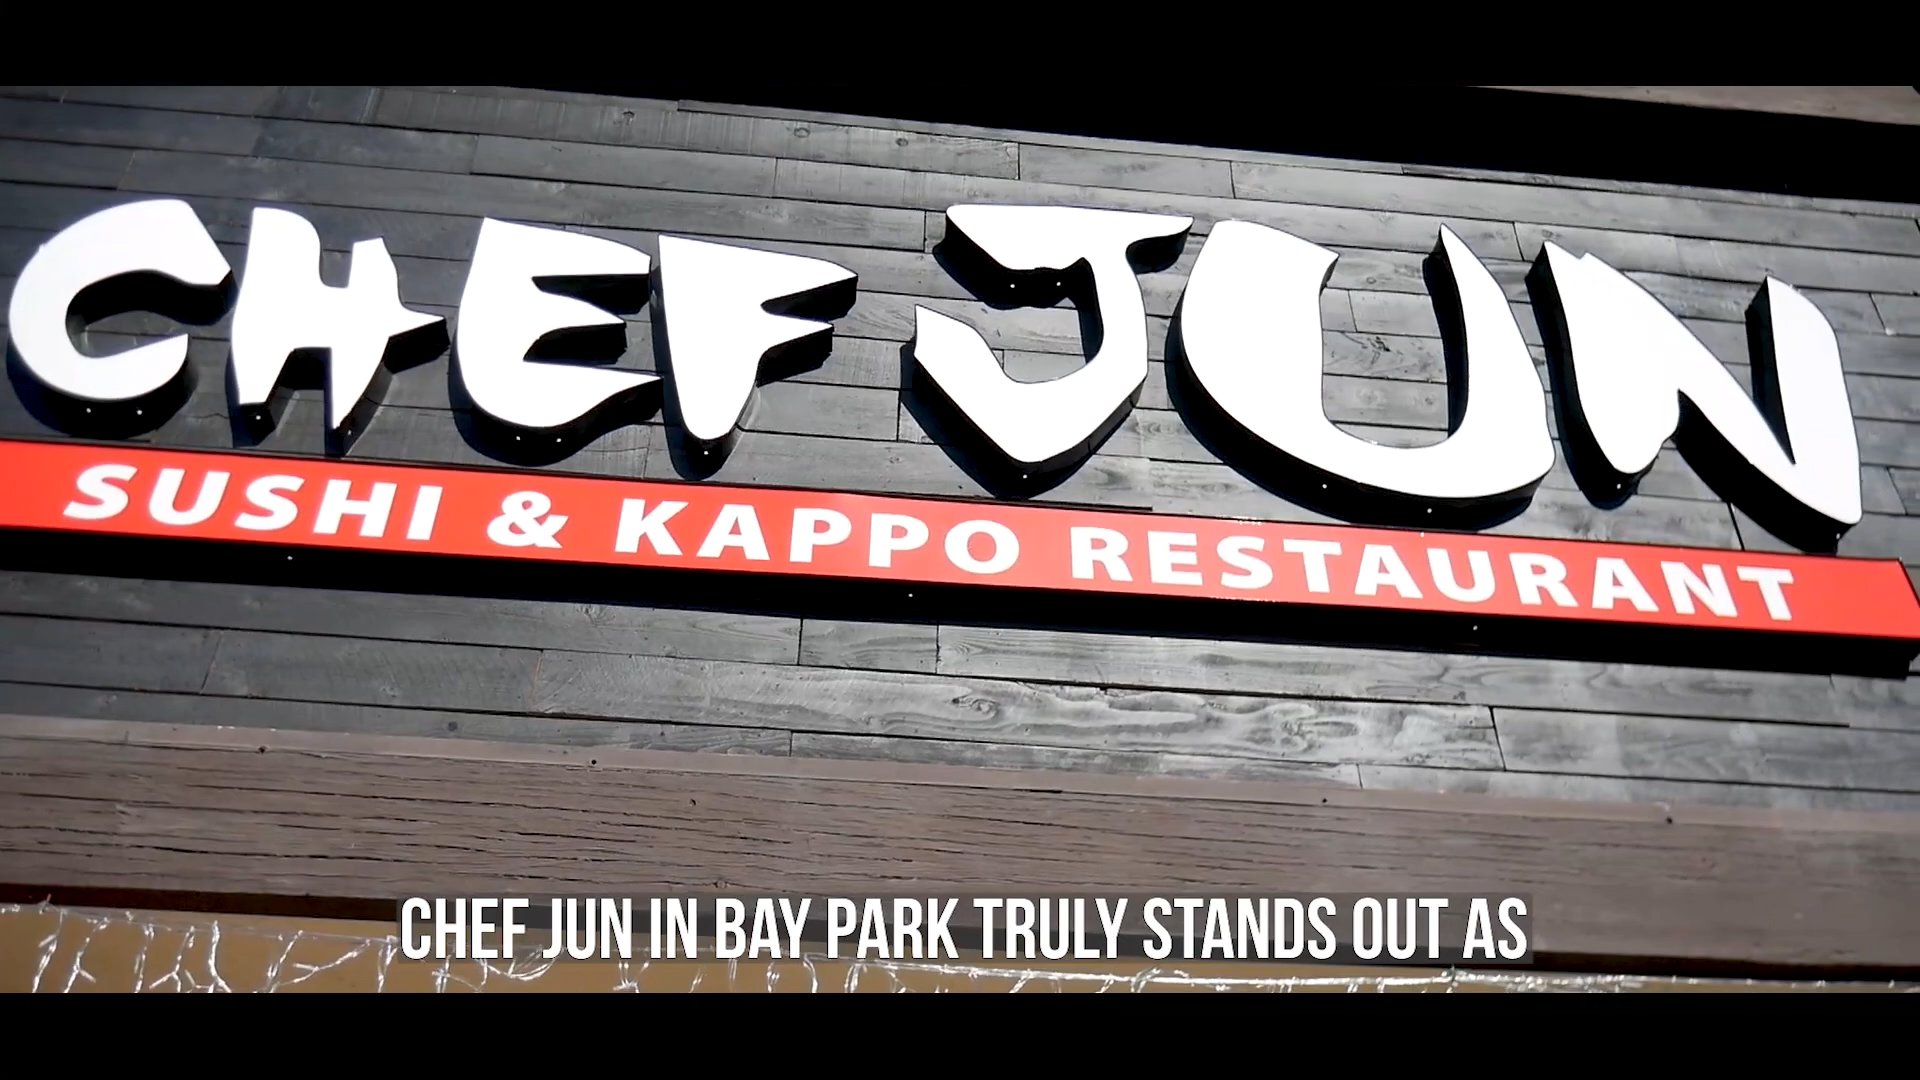 CHEF JUN
SUSHI & KAPPO RESTAURANT
CHEF JUN IN BAY PARK TRULY STANDS OUT AS